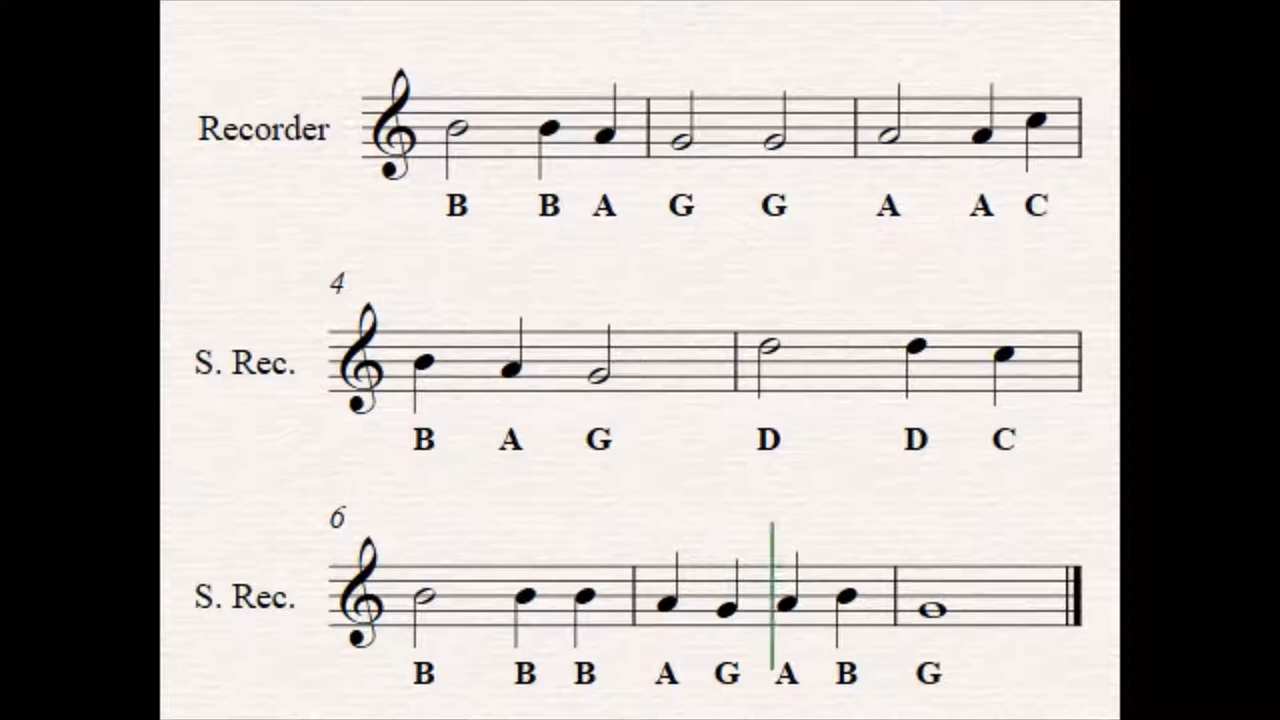 Recorder
B B A G G A A C
4
S. Rec.
B A G D D C
6
S. Rec.
B B B A G A B G